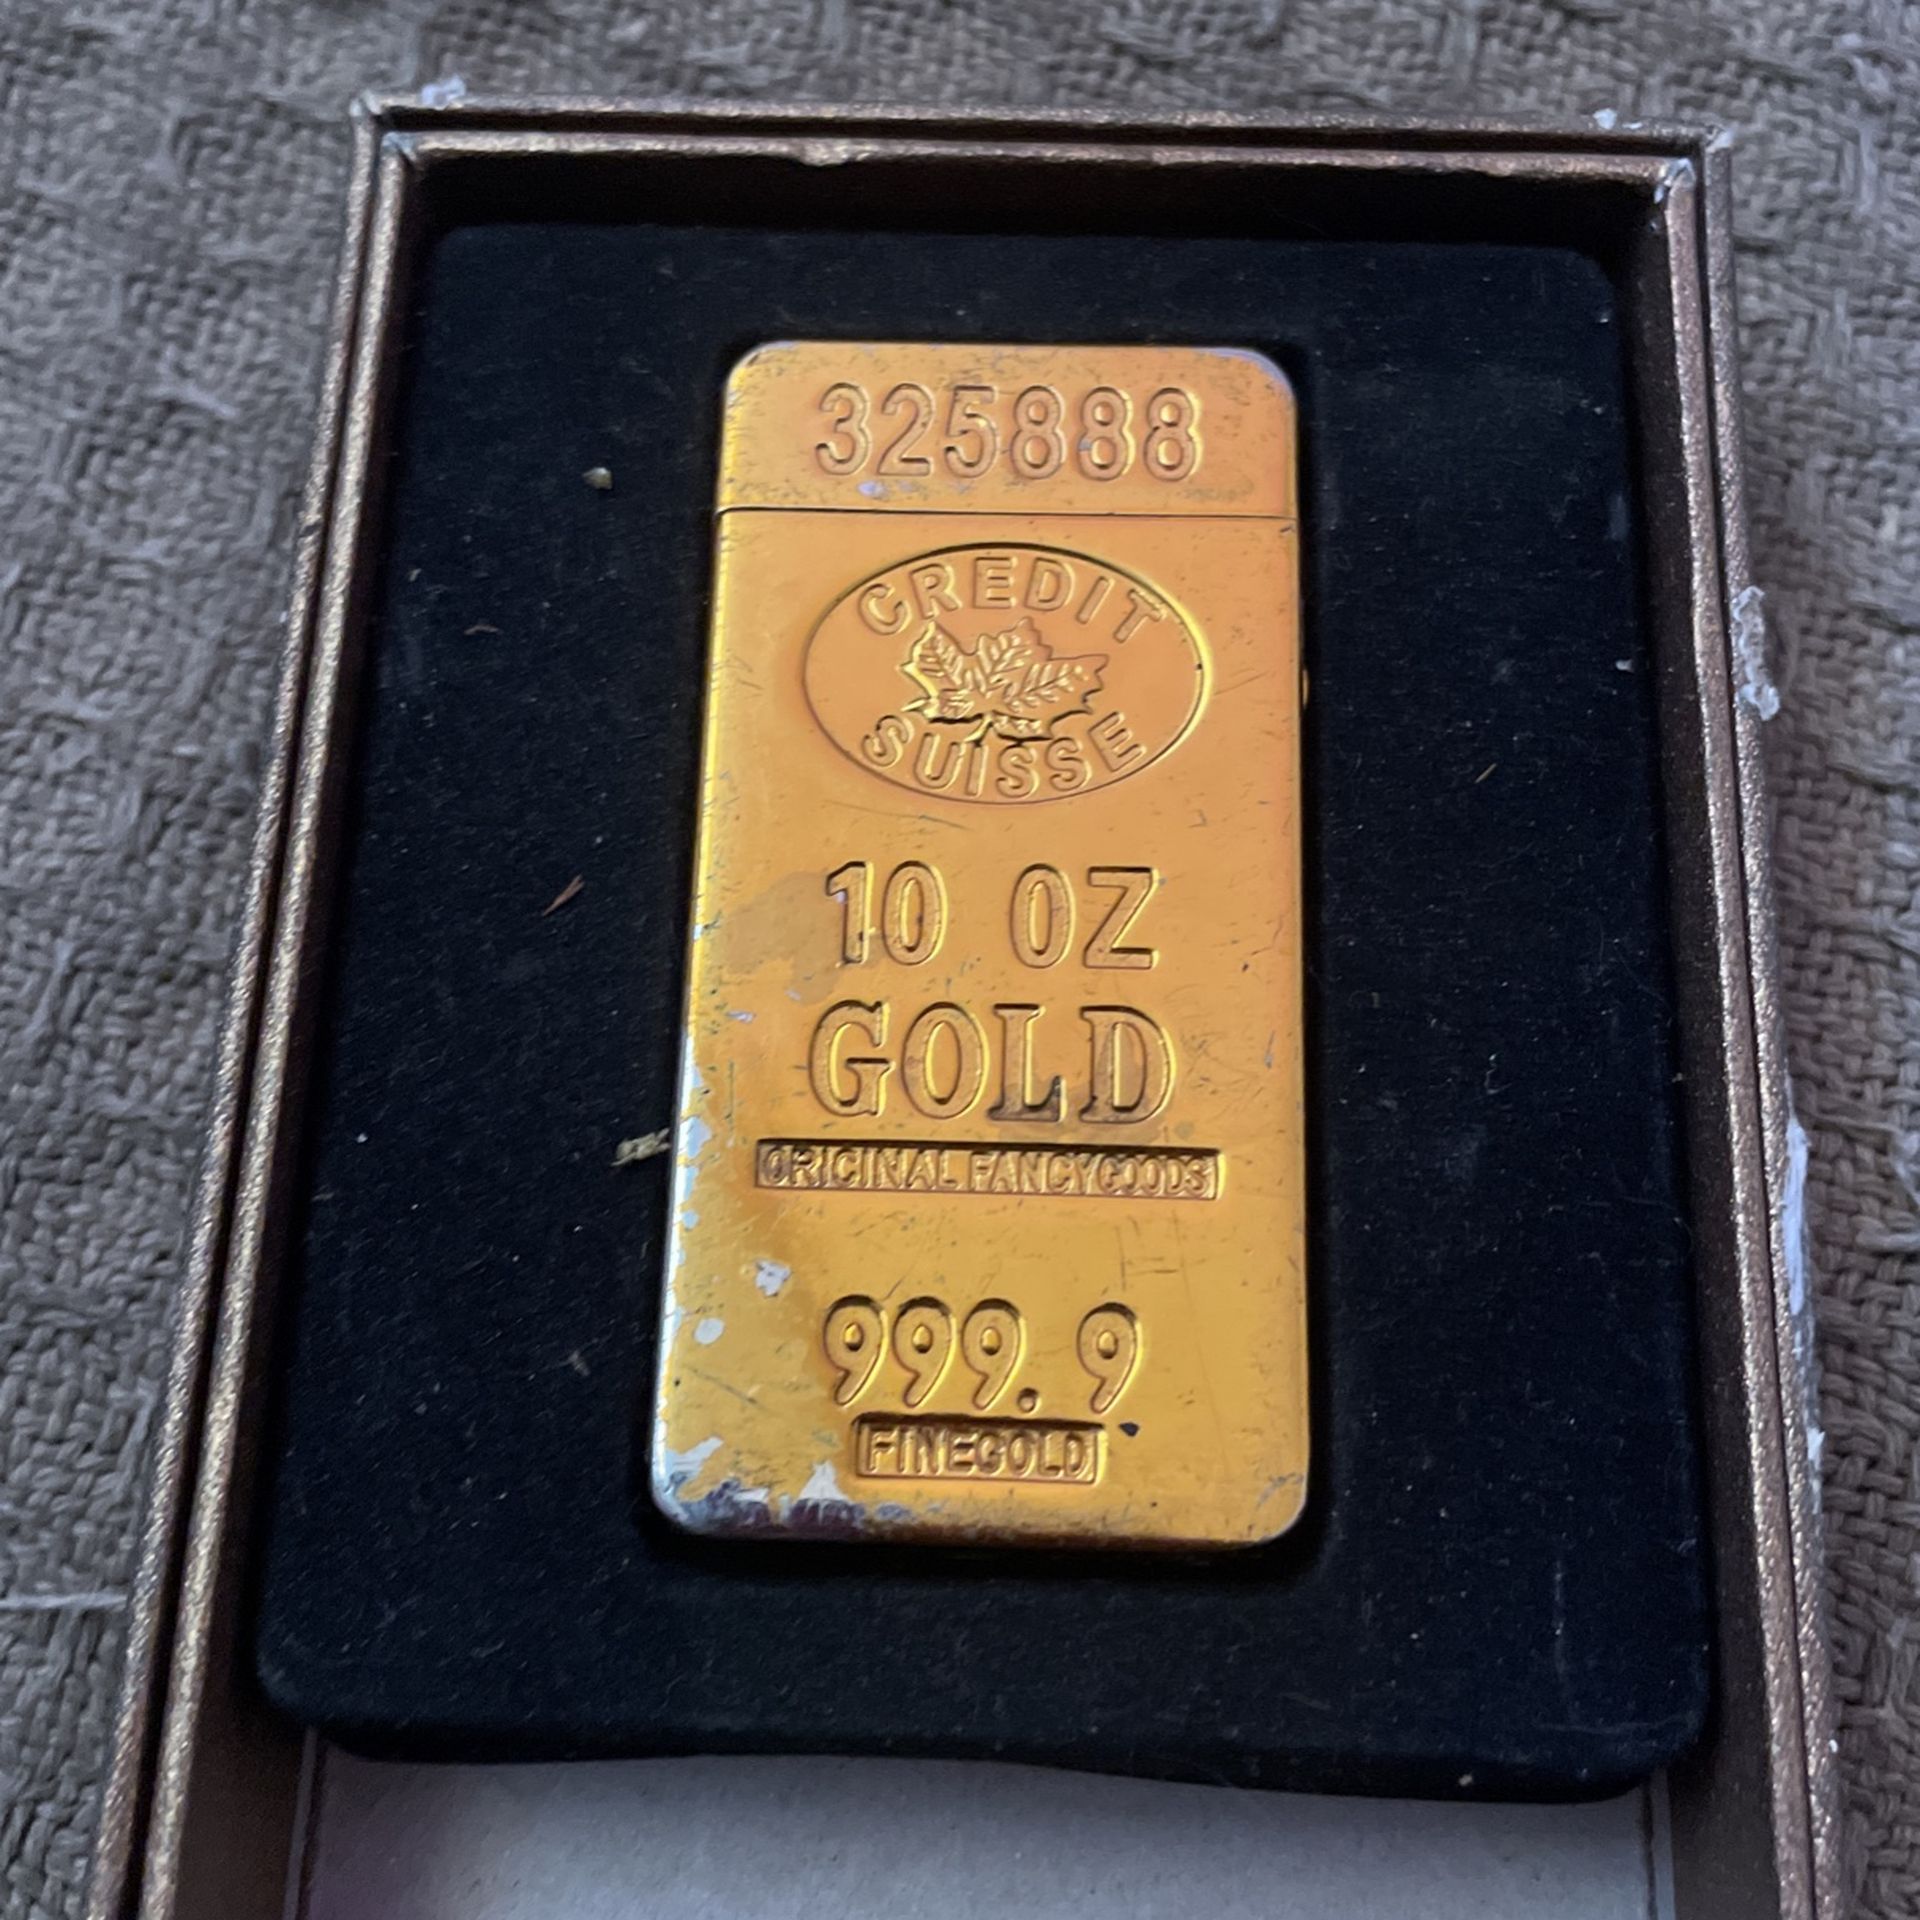 325888
CREDIT
SUISSE
10 OZ
GOLD
ORIGINAL FANCYGOODS
999.9
FINEGOLD